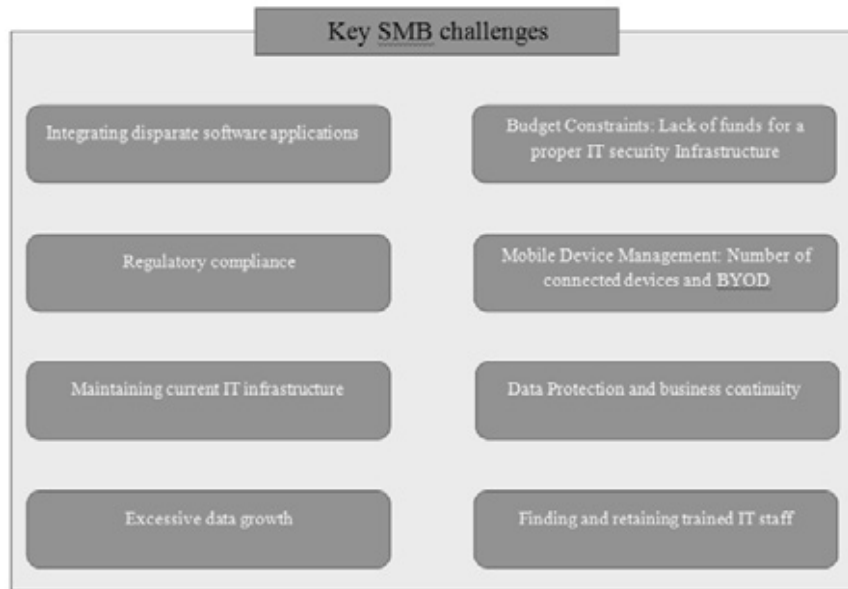 Key SMB challenges
Integrating disparate software applications
Budget Constraints: Lack of funds for a
proper IT security Infrastructure
Regulatory compliance
Mobile Device Management: Number of
connected devices and BYOD
Maintaining current IT infrastructure
Data Protection and business continuity
Excessive data growth
Finding and retaining trained IT staff